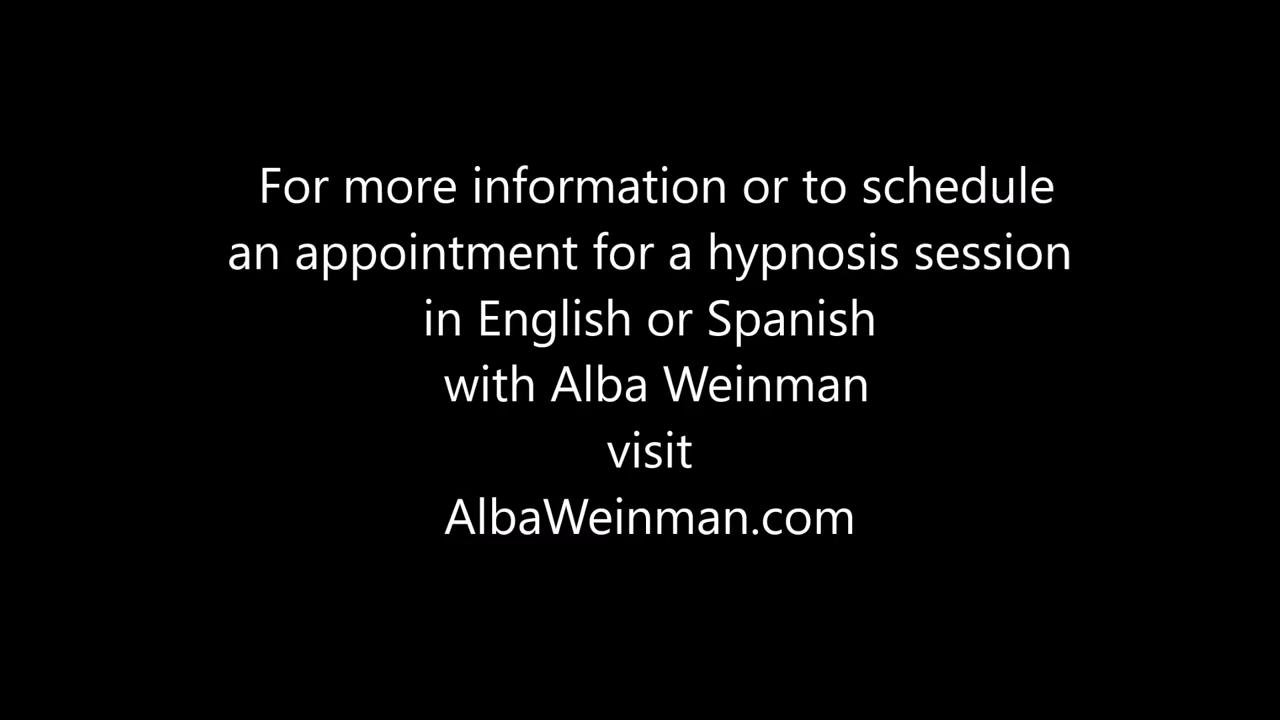 For more information or to schedule
an appointment for a hypnosis session
in English or Spanish
with Alba Weinman
visit
AlbaWeinman.com